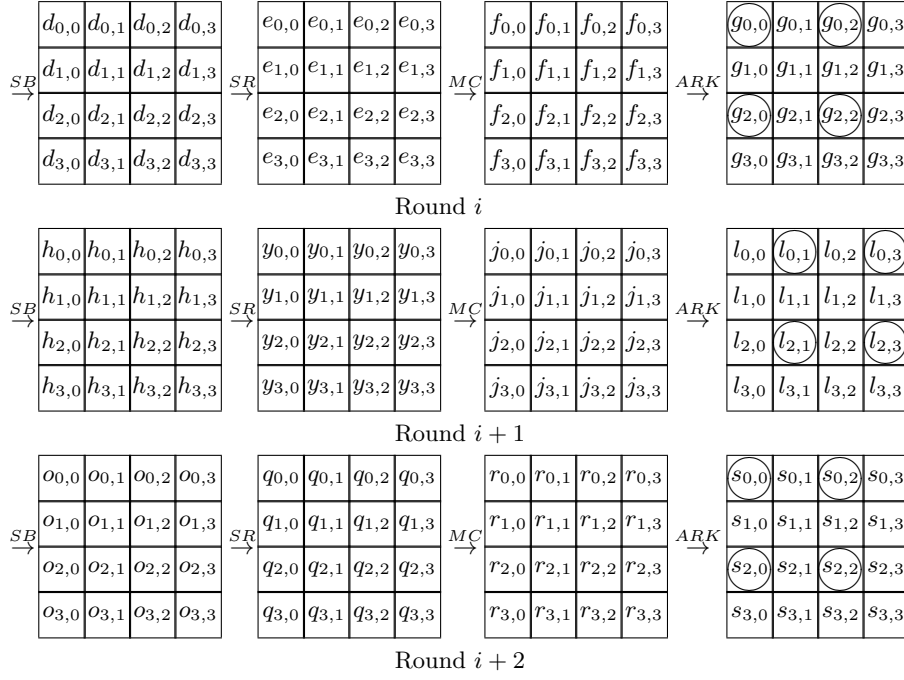 d0,0 d0,1 d0,2 d0,3 e0,0 e0,1 e0,2 e0,3 f0,0 f0,1 f0,2 f0,3 g0,0 g0,1 g0,2 g0,3
d1,0 d1,1 d1,2 d1,3 e1,0 e1,1 e1,2 e1,3 f1,0 f1,1 f1,2 f1,3 g1,0 g1,1 g1,2 g1,3
SB → SR → MC → ARK →
d2,0 d2,1 d2,2 d2,3 e2,0 e2,1 e2,2 e2,3 f2,0 f2,1 f2,2 f2,3 g2,0 g2,1 g2,2 g2,3
d3,0 d3,1 d3,2 d3,3 e3,0 e3,1 e3,2 e3,3 f3,0 f3,1 f3,2 f3,3 g3,0 g3,1 g3,2 g3,3
Round i
h0,0 h0,1 h0,2 h0,3 y0,0 y0,1 y0,2 y0,3 j0,0 j0,1 j0,2 j0,3 l0,0 l0,1 l0,2 l0,3
h1,0 h1,1 h1,2 h1,3 y1,0 y1,1 y1,2 y1,3 j1,0 j1,1 j1,2 j1,3 l1,0 l1,1 l1,2 l1,3
SB → SR → MC → ARK →
h2,0 h2,1 h2,2 h2,3 y2,0 y2,1 y2,2 y2,3 j2,0 j2,1 j2,2 j2,3 l2,0 l2,1 l2,2 l2,3
h3,0 h3,1 h3,2 h3,3 y3,0 y3,1 y3,2 y3,3 j3,0 j3,1 j3,2 j3,3 l3,0 l3,1 l3,2 l3,3
Round i + 1
o0,0 o0,1 o0,2 o0,3 q0,0 q0,1 q0,2 q0,3 r0,0 r0,1 r0,2 r0,3 s0,0 s0,1 s0,2 s0,3
o1,0 o1,1 o1,2 o1,3 q1,0 q1,1 q1,2 q1,3 r1,0 r1,1 r1,2 r1,3 s1,0 s1,1 s1,2 s1,3
SB → SR → MC → ARK →
o2,0 o2,1 o2,2 o2,3 q2,0 q2,1 q2,2 q2,3 r2,0 r2,1 r2,2 r2,3 s2,0 s2,1 s2,2 s2,3
o3,0 o3,1 o3,2 o3,3 q3,0 q3,1 q3,2 q3,3 r3,0 r3,1 r3,2 r3,3 s3,0 s3,1 s3,2 s3,3
Round i + 2